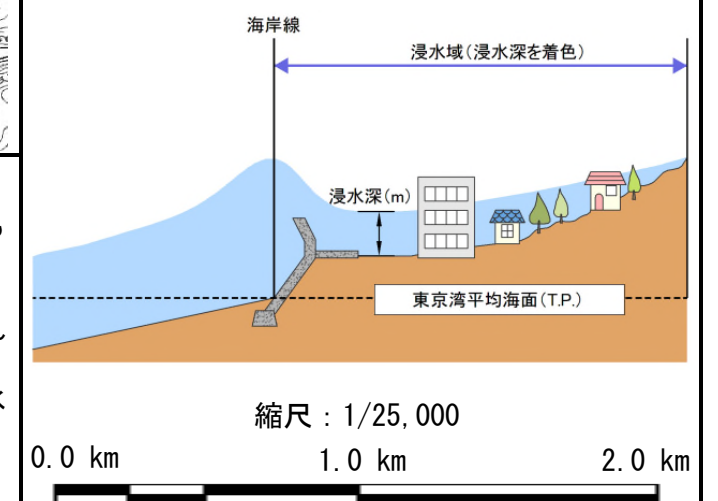 海岸線
浸水域(浸水深を着色)
浸水深(m)
東京湾平均海面(T.P.)
縮尺：1/25,000
0.0 km 1.0 km 2.0 km